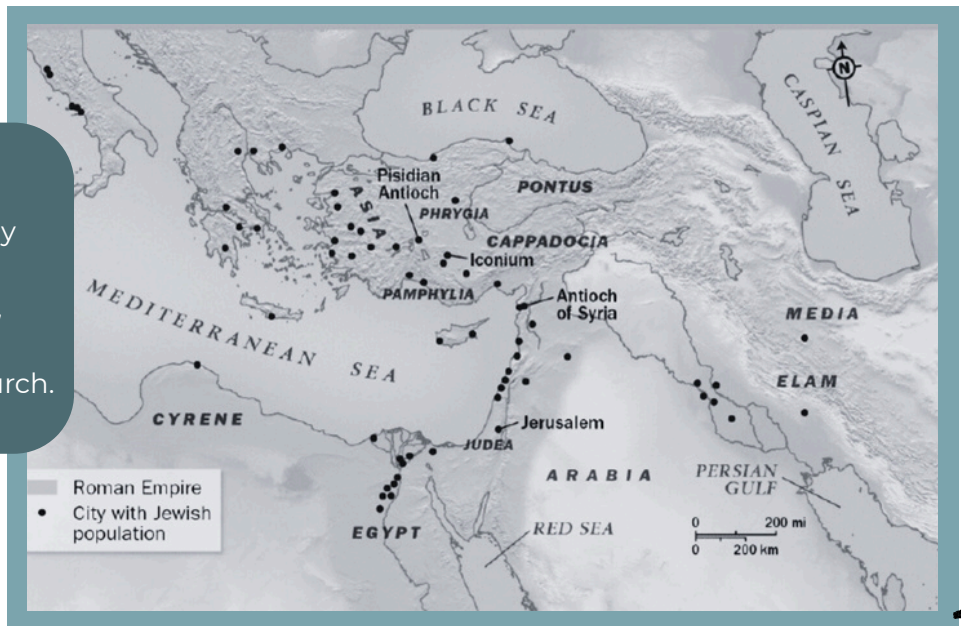 BLACK SEA
CASPIAN SEA
N
Pisidian
Antioch
ASIA
PONTUS
PHRYGIA
CAPPADOCIA
Iconium
PAMPHYLIA
Antioch
of Syria
MEDITERRANEAN SEA
MEDIA
ELAM
CYRENE
Jerusalem
JUDEA
ARABIA
PERSIAN
GULF
EGYPT
RED SEA
0 200 mi
0 200 km
Roman Empire
City with Jewish
population
y
urch.